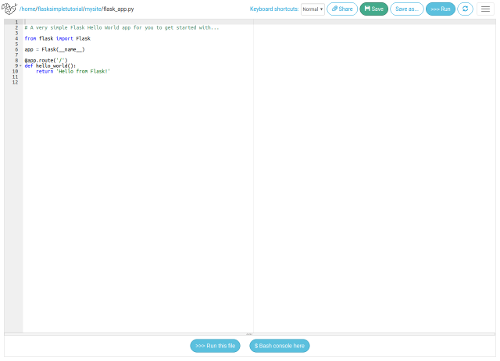 /home/flasksimpletutorial/mysite/flask_app.py Keyboard shortcuts Normal Share Save Save as... >>> Run
1
2 # A very simple Flask Hello World app for you to get started with...
3
4 from flask import Flask
5
6 app = Flask(__name__)
7
8 @app.route('/')
9 def hello_world():
10 return 'Hello from Flask!'
11
12
>>> Run this file $ Bash console here